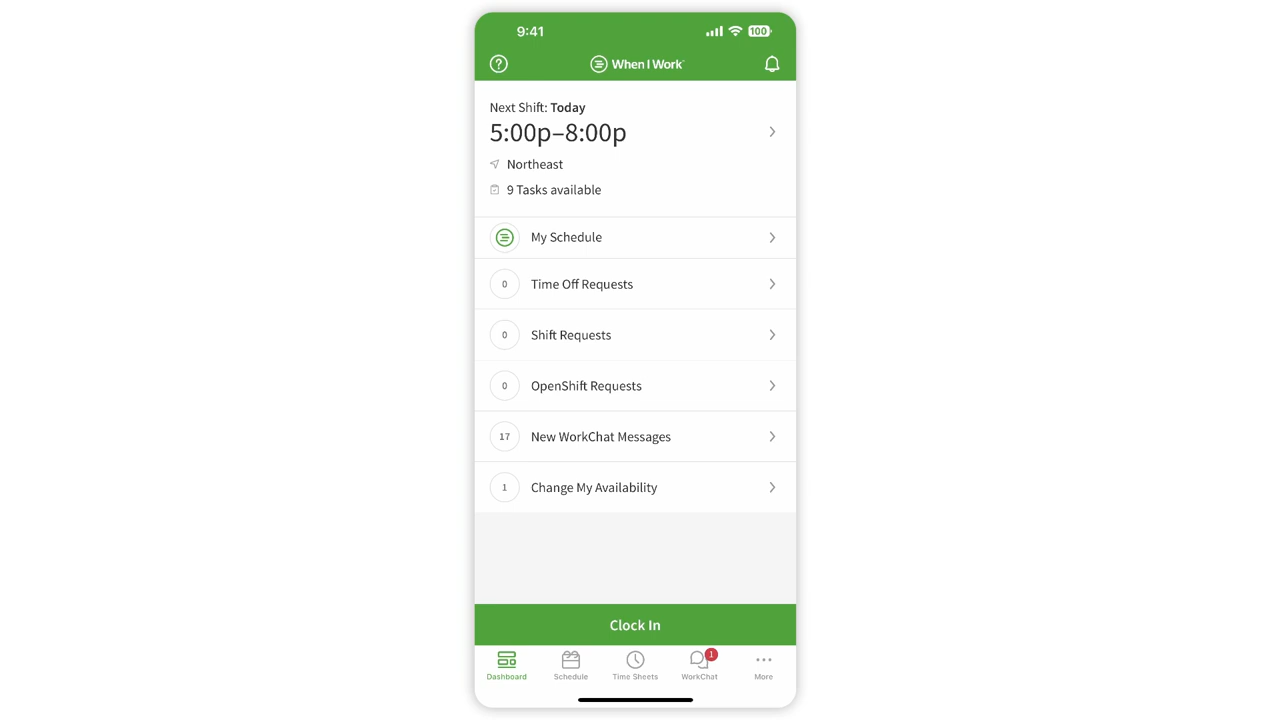 9:41
100
? When I Work
Next Shift: Today
5:00p–8:00p
Northeast
9 Tasks available
My Schedule
0 Time Off Requests
0 Shift Requests
0 OpenShift Requests
17 New WorkChat Messages
1 Change My Availability
Clock In
1
Dashboard Schedule Time Sheets WorkChat More